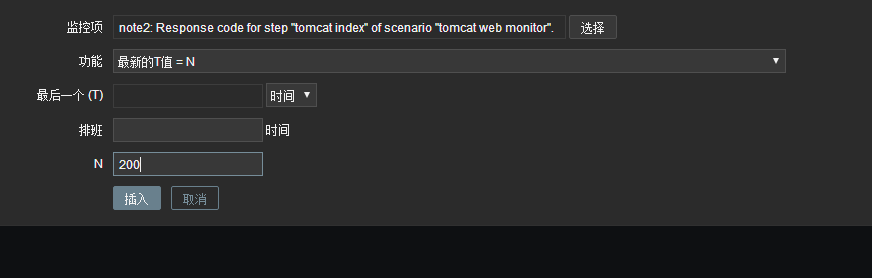 监控项 note2: Response code for step "tomcat index" of scenario "tomcat web monitor". 选择
功能 最新的T值 = N
最后一个 (T) 时间
排班 时间
N 200
插入 取消